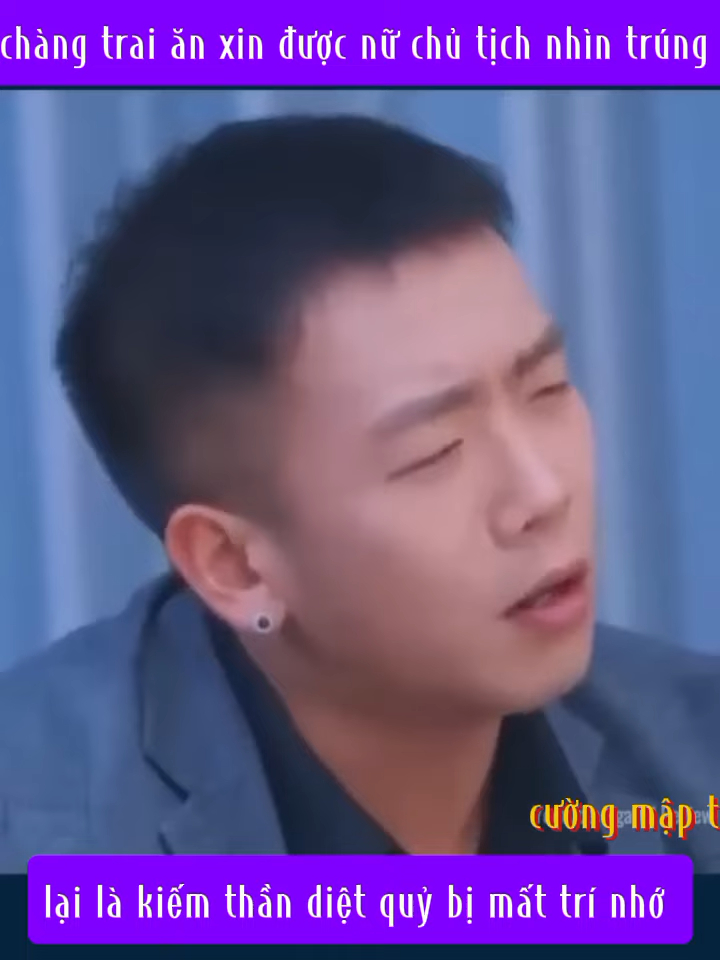 chàng trai ăn xin được nữ chủ tịch nhìn trúng
cường mập
lại là kiếm thần diệt quỷ bị mất trí nhớ